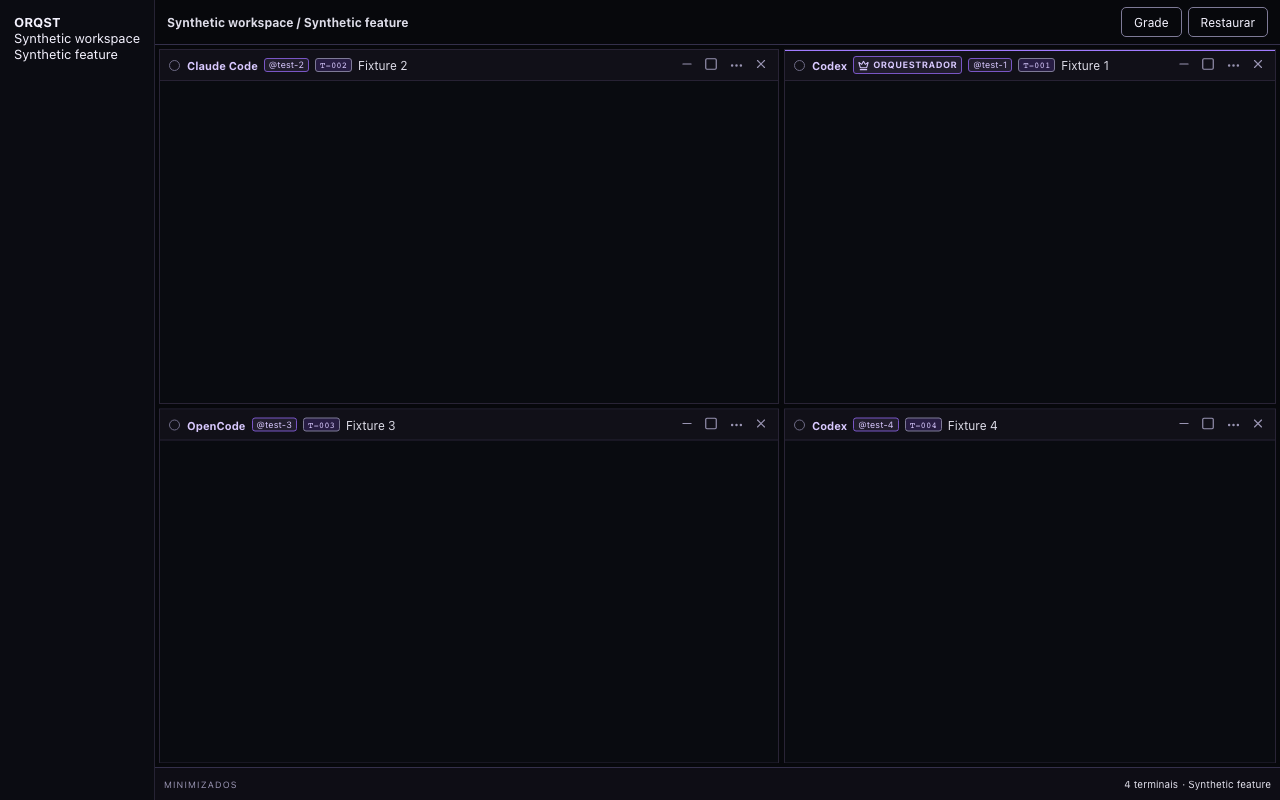 ORQST
Synthetic workspace
Synthetic feature
Synthetic workspace / Synthetic feature
Grade
Restaurar
Claude Code @test-2 T-002 Fixture 2
Codex ORQUESTRADOR @test-1 T-001 Fixture 1
OpenCode @test-3 T-003 Fixture 3
Codex @test-4 T-004 Fixture 4
MINIMIZADOS
4 terminals · Synthetic feature